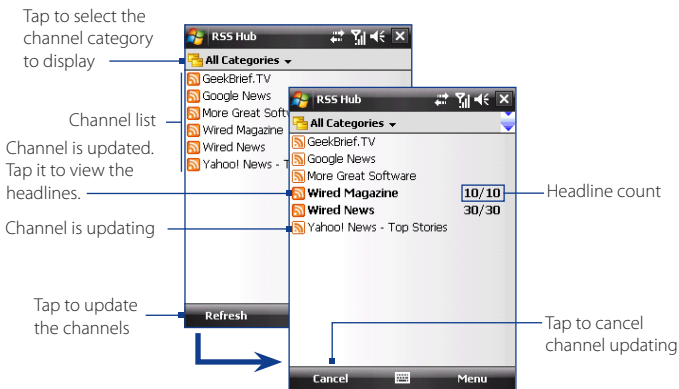 Tap to select the
channel category
to display
Channel list
Channel is updated.
Tap it to view the
headlines.
Channel is updating
Tap to update
the channels
RSS Hub
All Categories
GeekBrief.TV
Google News
More Great Soft
Wired Magazine
Wired News
Yahoo! News - T
Refresh
RSS Hub
All Categories
GeekBrief.TV
Google News
More Great Software
Wired Magazine 10/10
Wired News 30/30
Yahoo! News - Top Stories
Cancel Menu
Headline count
Tap to cancel
channel updating